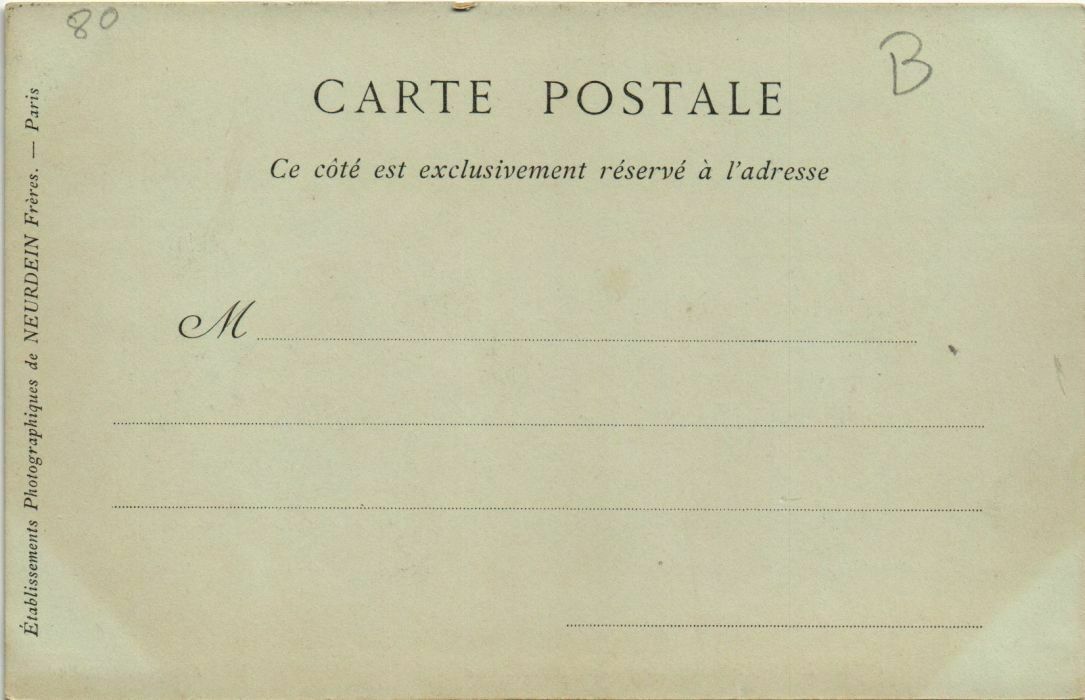 80
B
CARTE POSTALE
Ce côté est exclusivement réservé à l'adresse
M
Établissements Photographiques de NEURDEIN Frères. — Paris